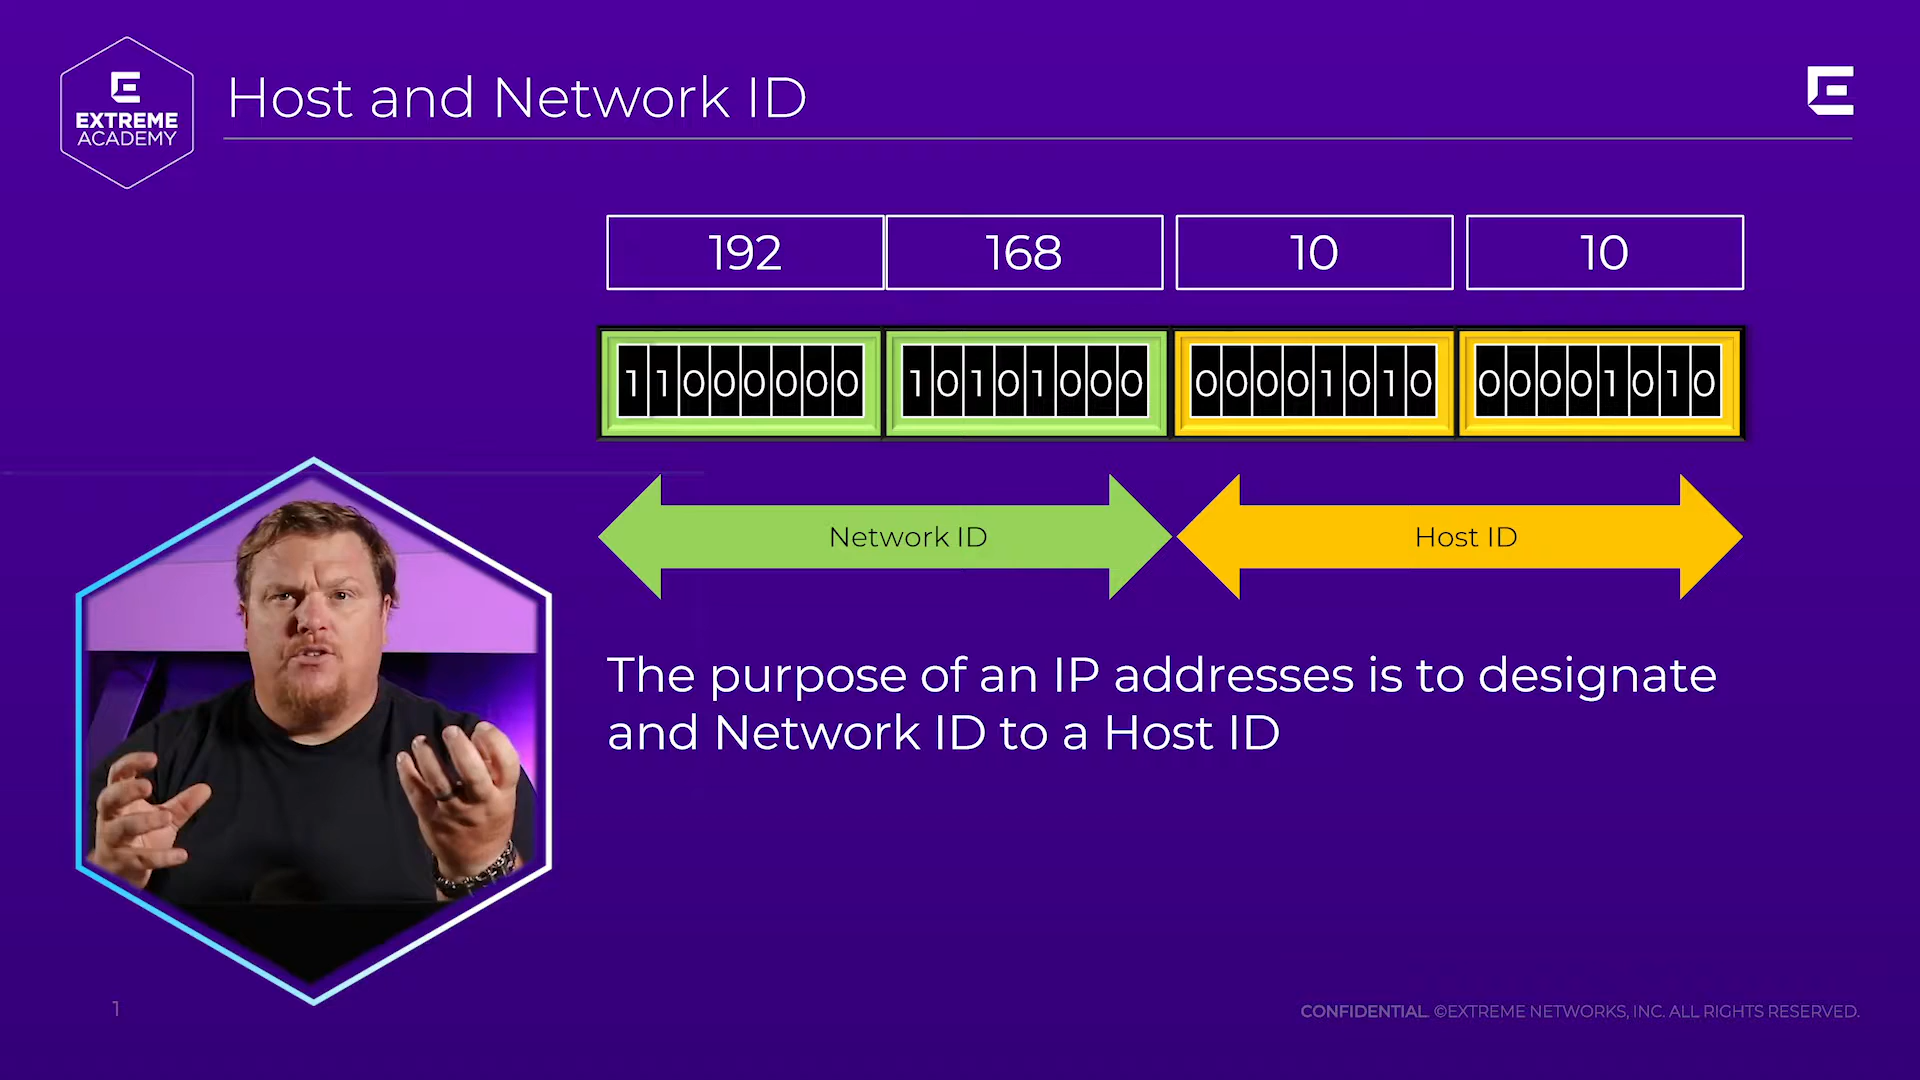 EXTREME
ACADEMY
Host and Network ID
192 168 10 10
11000000 10101000 00001010 00001010
Network ID Host ID
The purpose of an IP addresses is to designate
and Network ID to a Host ID
1
CONFIDENTIAL. ©EXTREME NETWORKS, INC. ALL RIGHTS RESERVED.